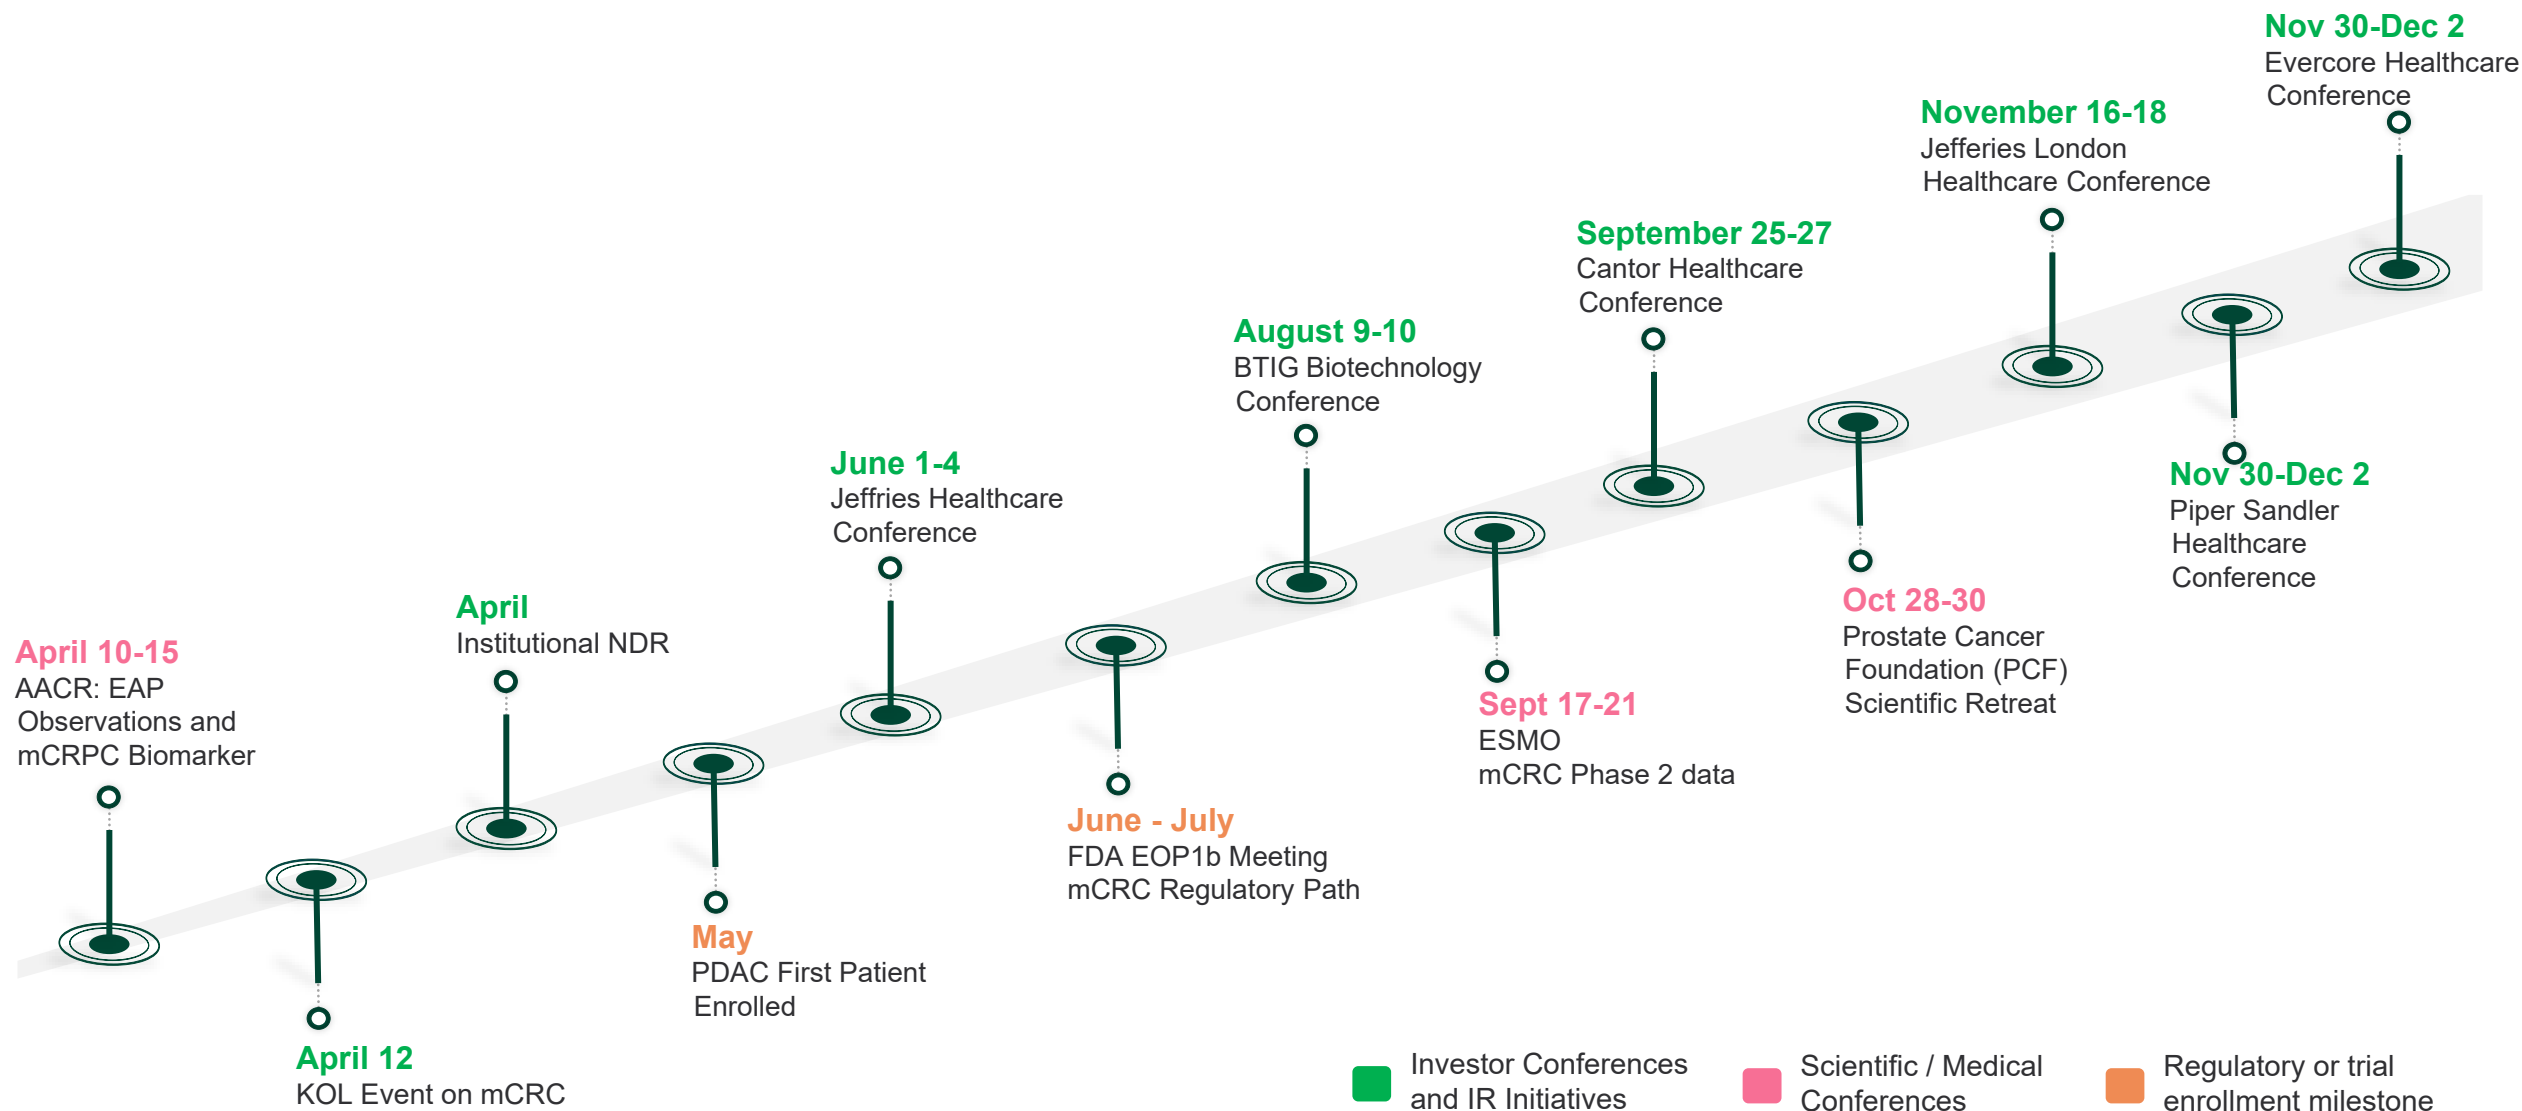 April 10-15
AACR: EAP
Observations and
mCRPC Biomarker
April 12
KOL Event on mCRC
April
Institutional NDR
May
PDAC First Patient
Enrolled
June 1-4
Jeffries Healthcare
Conference
June - July
FDA EOP1b Meeting
mCRC Regulatory Path
August 9-10
BTIG Biotechnology
Conference
Sept 17-21
ESMO
mCRC Phase 2 data
September 25-27
Cantor Healthcare
Conference
Oct 28-30
Prostate Cancer
Foundation (PCF)
Scientific Retreat
November 16-18
Jefferies London
Healthcare Conference
Nov 30-Dec 2
Piper Sandler
Healthcare
Conference
Nov 30-Dec 2
Evercore Healthcare
Conference
Investor Conferences
and IR Initiatives
Scientific / Medical
Conferences
Regulatory or trial
enrollment milestone